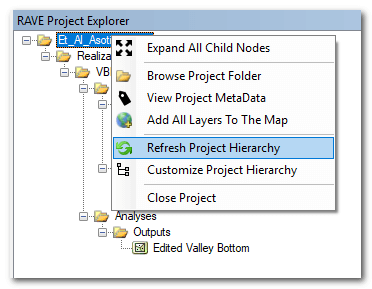 RAVE Project Explorer
Et_Al_Asoti
Expand All Child Nodes
Realiza
Browse Project Folder
VB
View Project MetaData
Add All Layers To The Map
Refresh Project Hierarchy
Customize Project Hierarchy
Close Project
Analyses
Outputs
Edited Valley Bottom